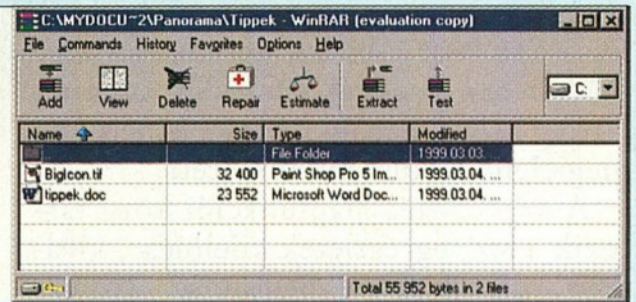 C:\MYDOCU~2\Panorama\Tippek - WinRAR (evaluation copy)
File Commands History Favorites Options Help
Add View Delete Repair Estimate Extract Test C:
Name Size Type Modified
File Folder 1999.03.03. ...
BigIcon.tif 32 400 Paint Shop Pro 5 Im... 1999.03.04. ...
tippek.doc 23 552 Microsoft Word Doc... 1999.03.04. ...
Total 55 952 bytes in 2 files